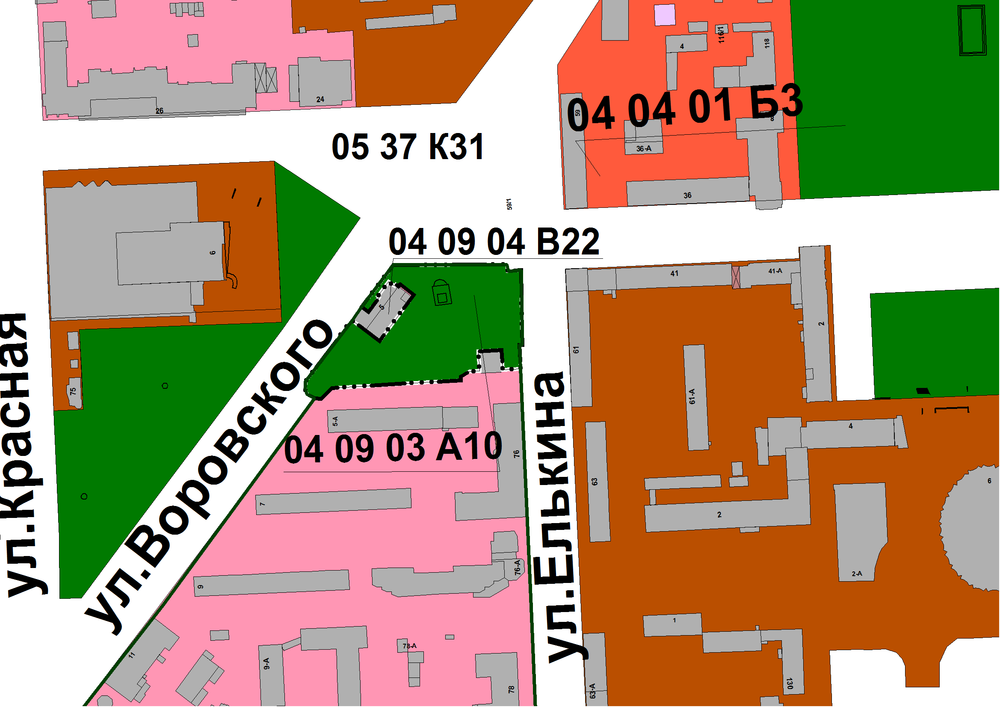 4
116/1
118
24
26
59
04 04 01 Б3
8
05 37 К31
36-А
36
59/1
04 09 04 В22
6
41
41-А
5
2
ул.Красная
ул.Воровского
ул.Елькина
61
61-А
75
5-А
4
04 09 03 А10
76
63
6
7
2
76-А
2-А
9
1
11
78-А
9-А
78
63-А
130